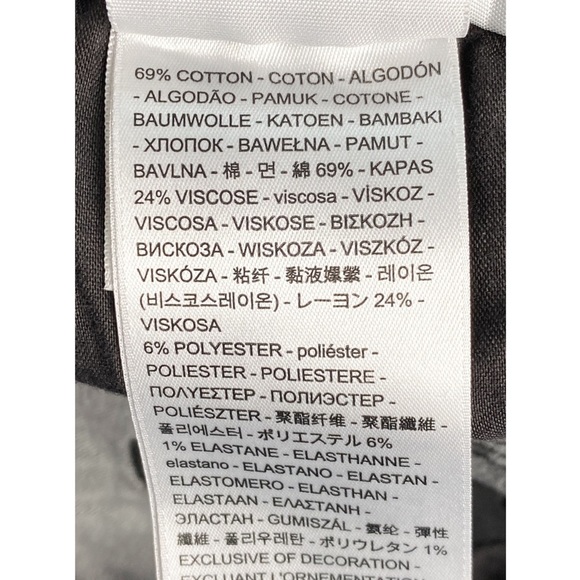 69% COTTON - COTON - ALGODÓN
- ALGODÃO - PAMUK - COTONE -
BAUMWOLLE - KATOEN - BAMBAKI
- ХЛОПОК - BAWEŁNA - PAMUT -
BAVLNA - 棉 - 면 - 綿 69% - KAPAS
24% VISCOSE - viscosa - VİSKOZ -
VISCOSA - VISKOSE - ΒΙΣΚΟΖΗ -
ВИСКОЗА - WISKOZA - VISZKÓZ -
VISKÓZA - 粘纤 - 黏液嫘縈 - 레이온
(비스코스레이온) - レーヨン 24% -
VISKOSA
6% POLYESTER - poliéster -
POLIESTER - POLIESTERE -
ΠΟΛΥΕΣΤΕΡ - ПОЛИЭСТЕР -
POLIÉSZTER - 聚酯纤维 - 聚酯纖維 -
폴리에스터 - ポリエステル 6%
1% ELASTANE - ELASTHANNE -
elastano - ELASTANO - ELASTAN -
ELASTOMERO - ELASTHAN -
ELASTAAN - ΕΛΑΣΤΑΝΗ -
ЭЛАСТАН - GUMISZÁL - 氨纶 - 彈性
纖維 - 폴리우레탄 - ポリウレタン 1%
EXCLUSIVE OF DECORATION -
EXCLUANT L'ORNEMENTATION -